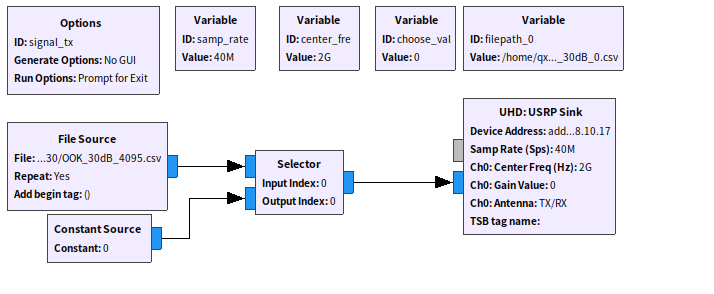 Options
ID: signal_tx
Generate Options: No GUI
Run Options: Prompt for Exit
Variable
ID: samp_rate
Value: 40M
Variable
ID: center_fre
Value: 2G
Variable
ID: choose_val
Value: 0
Variable
ID: filepath_0
Value: /home/qx..._30dB_0.csv
File Source
File: ...30/OOK_30dB_4095.csv
Repeat: Yes
Add begin tag: ()
Constant Source
Constant: 0
Selector
Input Index: 0
Output Index: 0
UHD: USRP Sink
Device Address: add...8.10.17
Samp Rate (Sps): 40M
Ch0: Center Freq (Hz): 2G
Ch0: Gain Value: 0
Ch0: Antenna: TX/RX
TSB tag name: